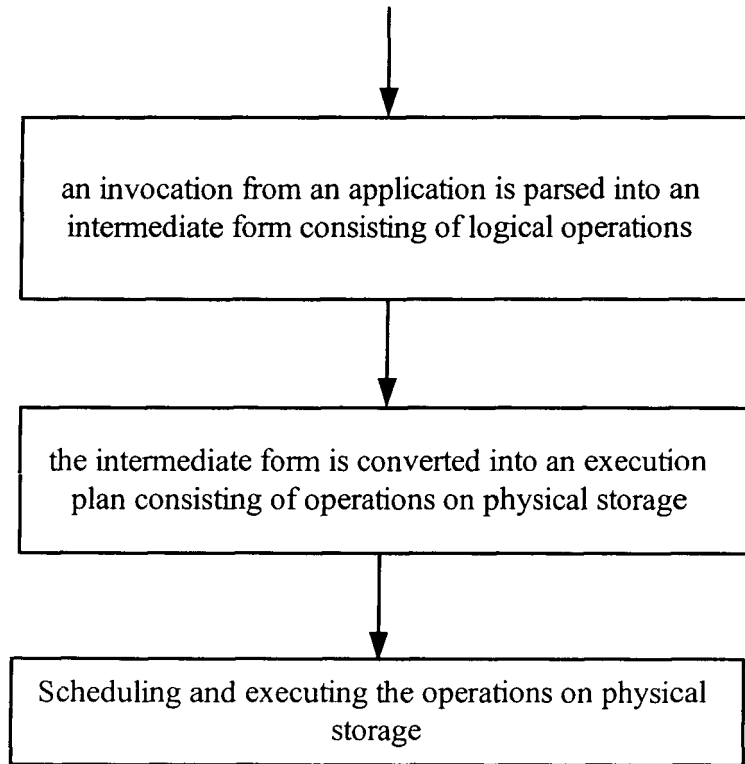 an invocation from an application is parsed into an
intermediate form consisting of logical operations
the intermediate form is converted into an execution
plan consisting of operations on physical storage
Scheduling and executing the operations on physical
storage